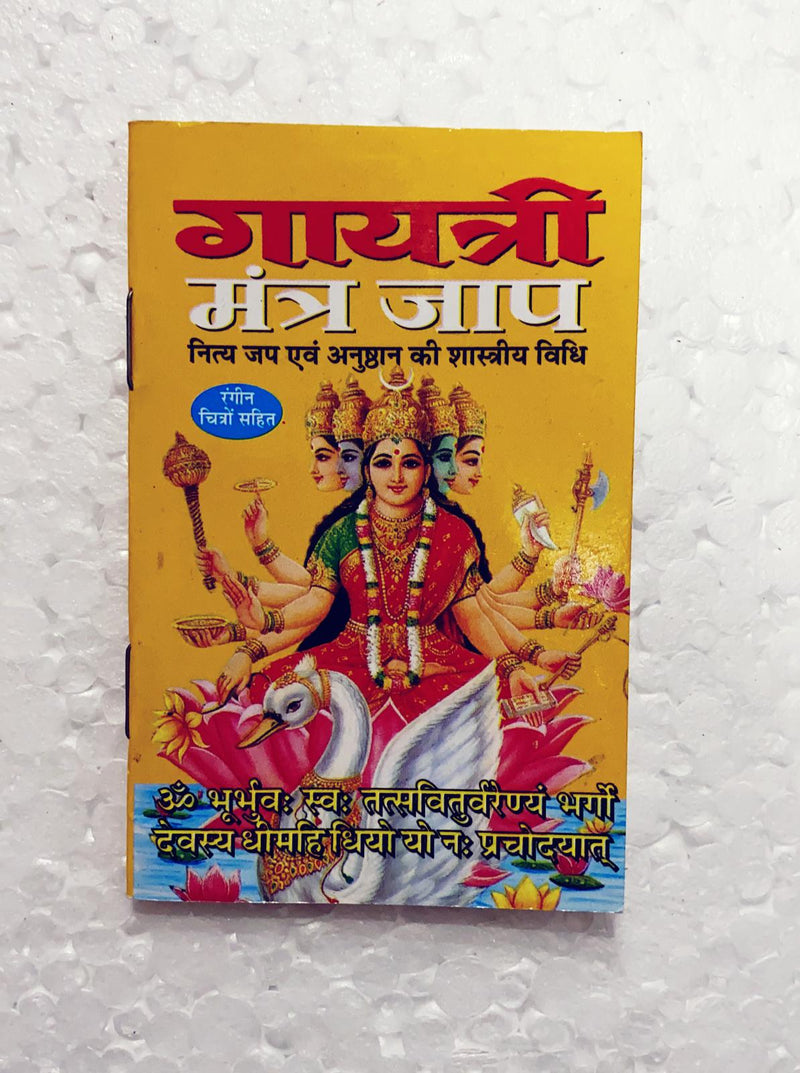 गायत्री
मंत्र जाप
नित्य जप एवं अनुष्ठान की शास्त्रीय विधि
रंगीन
चित्रों सहित
ॐ भूर्भुवः स्वः तत्सवितुर्वरेण्यं भर्गो
देवस्य धीमहि धियो यो नः प्रचोदयात्